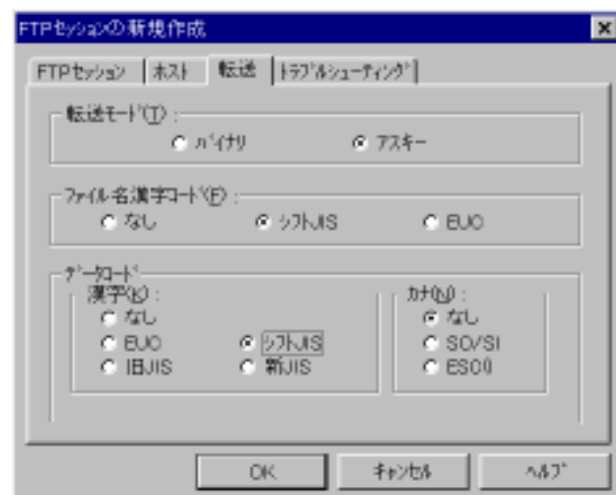 FTPセッションの新規作成
FTPセッション ホスト 転送 トラブルシューティング
転送モード(T) :
バイナリ アスキー
ファイル名漢字コード(F) :
なし シフトJIS EUC
データコード
漢字(K) : カナ(N) :
なし なし
EUC シフトJIS SO/SI
旧JIS 新JIS ESC(I
OK キャンセル ヘルプ